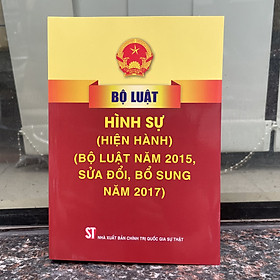 BỘ LUẬT
HÌNH SỰ
(HIỆN HÀNH)
(BỘ LUẬT NĂM 2015,
SỬA ĐỔI, BỔ SUNG
NĂM 2017)
ST NHÀ XUẤT BẢN CHÍNH TRỊ QUỐC GIA SỰ THẬT